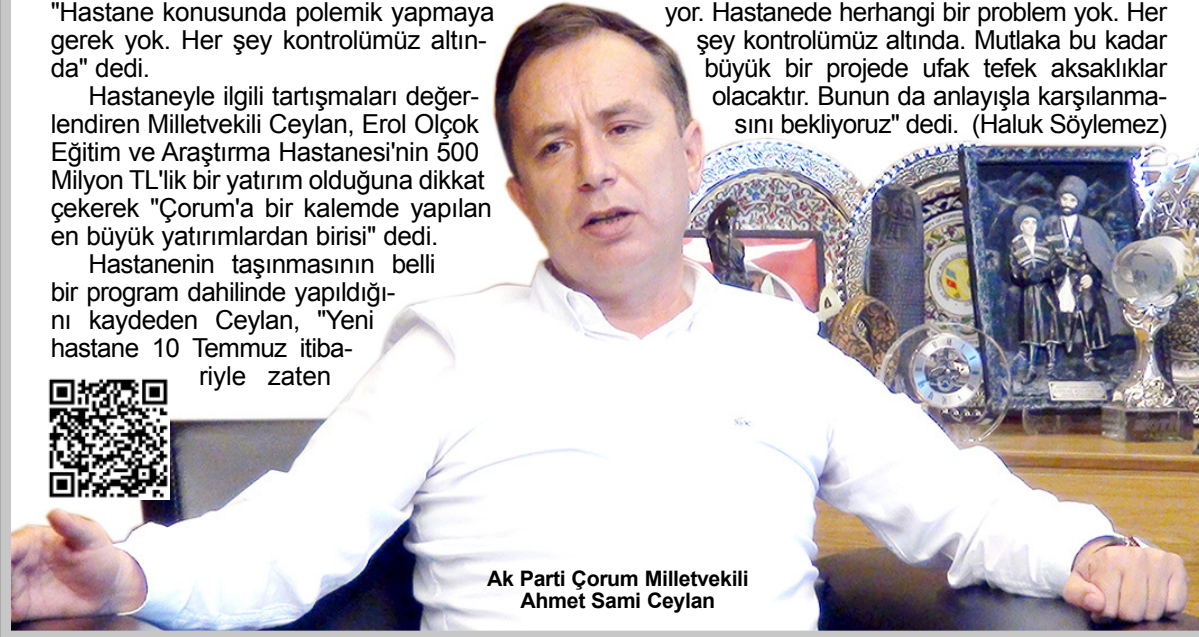 "Hastane konusunda polemik yapmaya
gerek yok. Her şey kontrolümüz altın-
da" dedi.
Hastaneyle ilgili tartışmaları değer-
lendiren Milletvekili Ceylan, Erol Olçok
Eğitim ve Araştırma Hastanesi'nin 500
Milyon TL'lik bir yatırım olduğuna dikkat
çekerek "Çorum'a bir kalemde yapılan
en büyük yatırımlardan birisi" dedi.
Hastanenin taşınmasının belli
bir program dahilinde yapıldığı-
nı kaydeden Ceylan, "Yeni
hastane 10 Temmuz itiba-
riyle zaten
yor. Hastanede herhangi bir problem yok. Her
şey kontrolümüz altında. Mutlaka bu kadar
büyük bir projede ufak tefek aksaklıklar
olacaktır. Bunun da anlayışla karşılanma-
sını bekliyoruz" dedi. (Haluk Söylemez)
Ak Parti Çorum Milletvekili
Ahmet Sami Ceylan